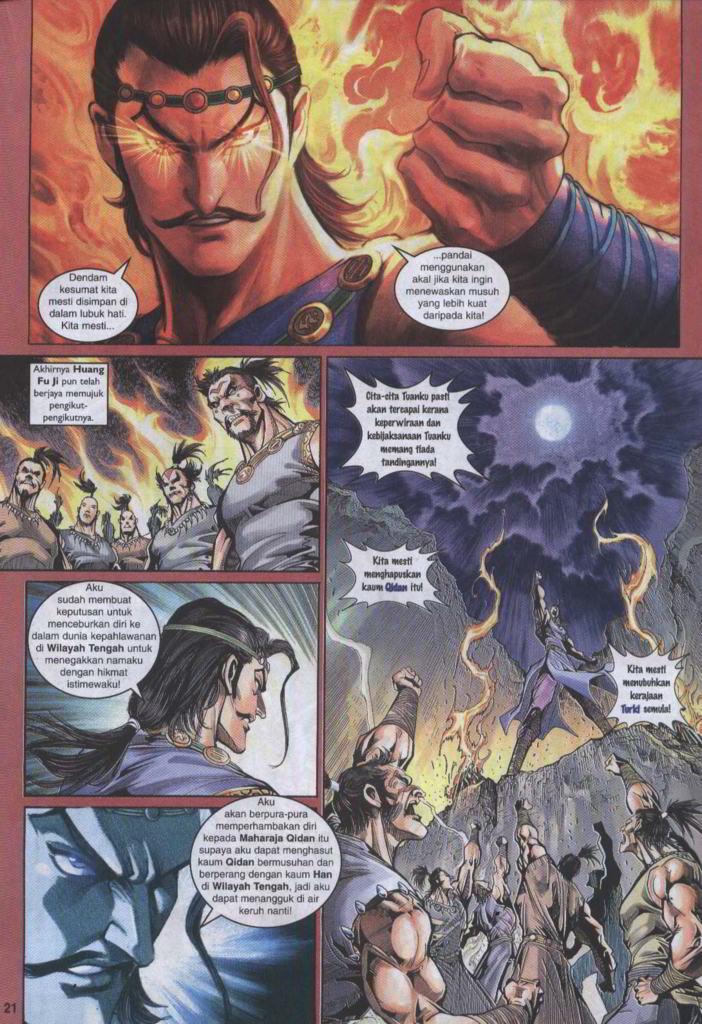 Dendam
kesumat kita
mesti disimpan di
dalam lubuk hati.
Kita mesti...
...pandai
menggunakan
akal jika kita ingin
menewaskan musuh
yang lebih kuat
daripada kita!
Akhirnya Huang
Fu Ji pun telah
berjaya memujuk
pengikut-
pengikutnya.
Cita-cita Tuanku pasti
akan tercapai kerana
keperwiraan dan
kebijaksanaan Tuanku
memang tiada
tandingannya!
Kita mesti
menghapuskan
kaum Qidan itu!
Kita mesti
menubuhkan
kerajaan
Turki semula!
Aku
sudah membuat
keputusan untuk
menceburkan diri ke
dalam dunia kepahlawanan
di Wilayah Tengah untuk
menegakkan namaku
dengan hikmat
istimewaku!
Aku
akan berpura-pura
memperhambakan diri
kepada Maharaja Qidan itu
supaya aku dapat menghasut
kaum Qidan bermusuhan dan
berperang dengan kaum Han
di Wilayah Tengah, jadi aku
dapat menangguk di air
keruh nanti!
21